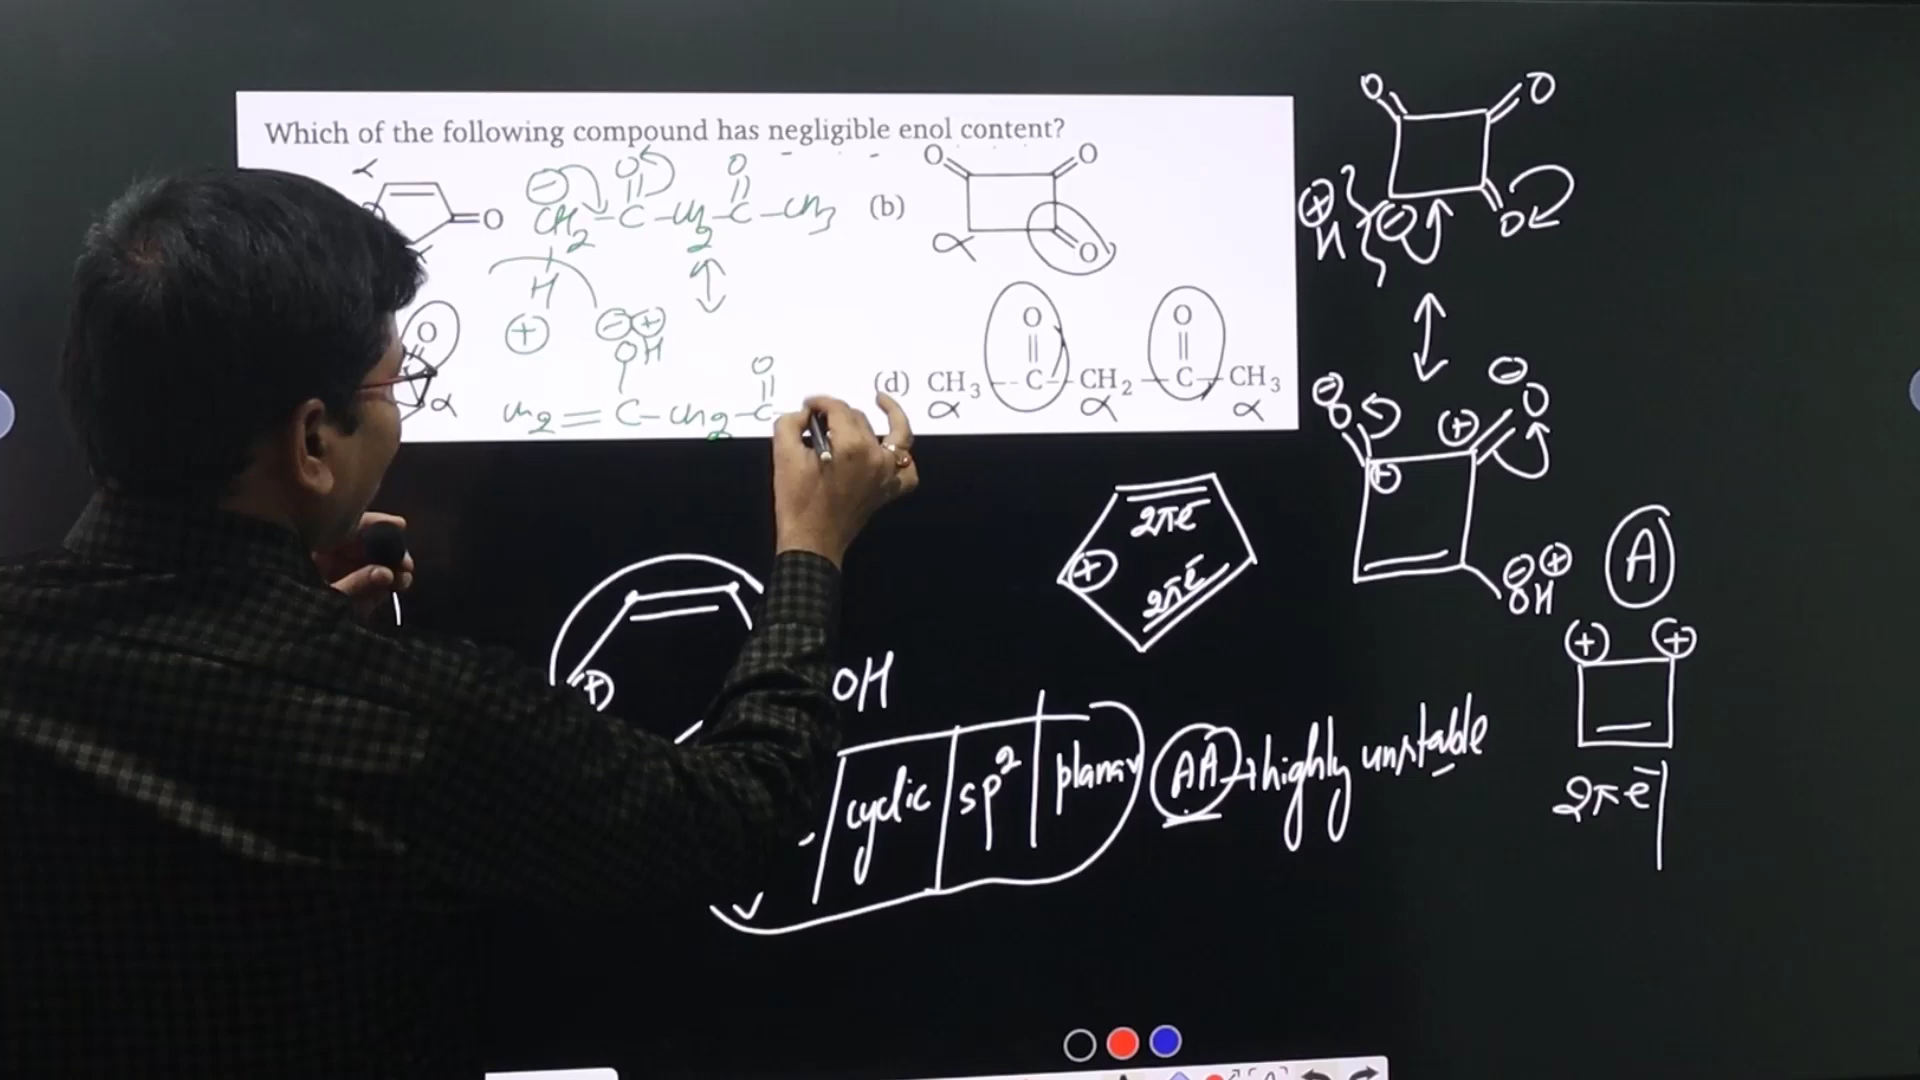 Which of the following compound has negligible enol content?
α
O
⊖ O O
CH2 – C – CH2 – C – CH3
H
⊕
⊖⊕
OH O
CH2 = C – CH2 – C
O
α
(b)
O O
α O
(d) CH3 – C – CH2 – C – CH3
O O
α α α
O O
⊕ H ⊖ O
⊖ ⊖
O ⊕ O
⊕
⊖⊕
OH
A
⊕ ⊕
2πe⁻
2πe⁻
⊕
2πe⁻
⊕
OH
cyclic | sp2 | planar AA → highly unstable